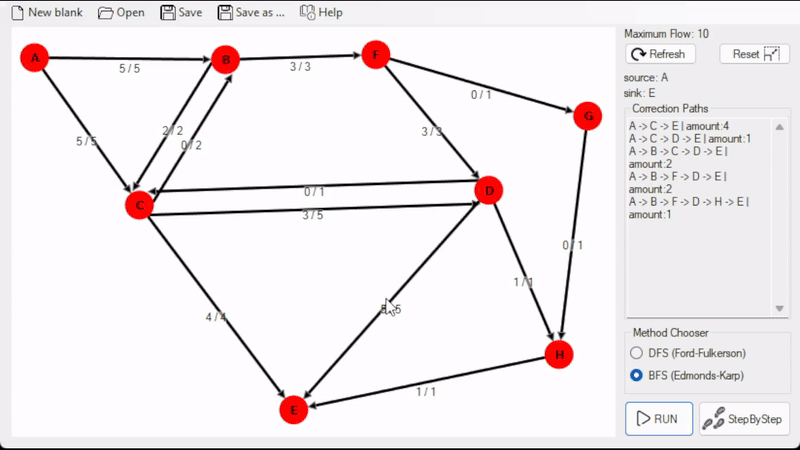 New blank Open Save Save as ... Help
Maximum Flow: 10
Refresh Reset
source: A
sink: E
Correction Paths
A -> C -> E | amount:4
A -> C -> D -> E | amount:1
A -> B -> C -> D -> E |
amount:2
A -> B -> F -> D -> E |
amount:2
A -> B -> F -> D -> H -> E |
amount:1
Method Chooser
DFS (Ford-Fulkerson)
BFS (Edmonds-Karp)
RUN StepByStep
A
B
F
5 / 5
3 / 3
0 / 1
G
2 / 2
3 / 3
5 / 5
0 / 2
D
0 / 1
C
3 / 5
0 / 1
1 / 1
4 / 4
H
1 / 1
E